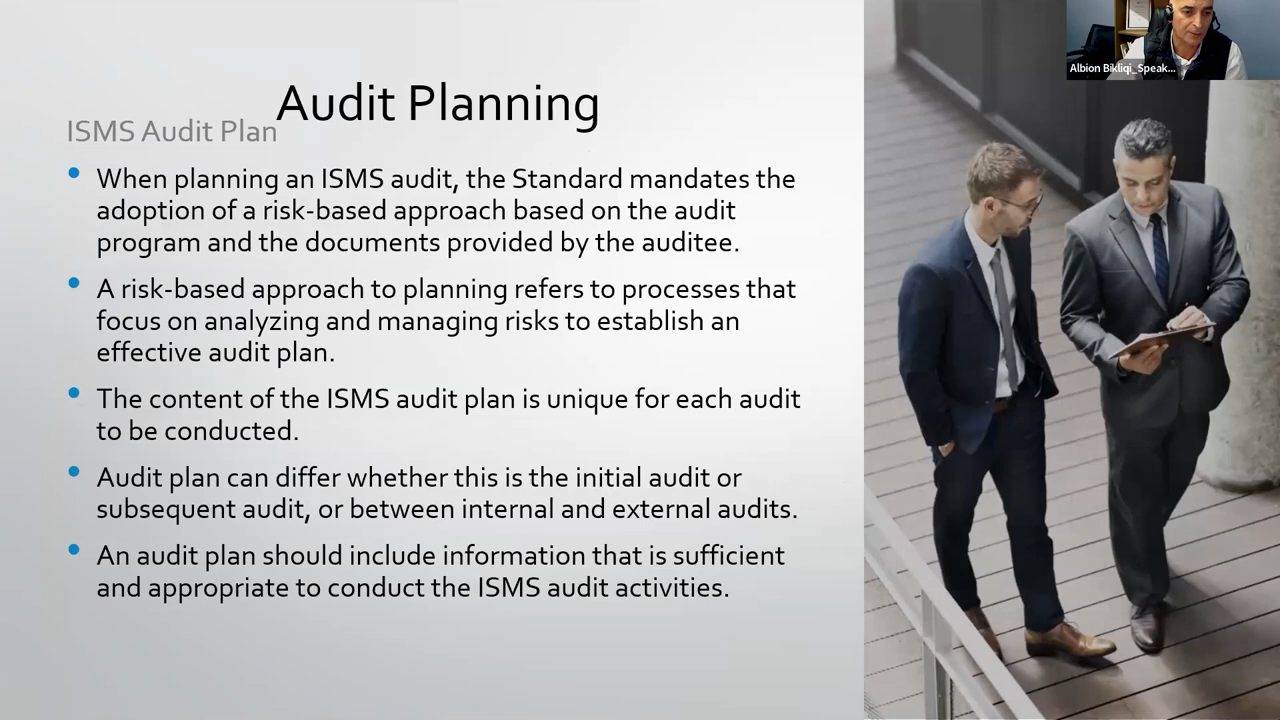 Audit Planning
ISMS Audit Plan
When planning an ISMS audit, the Standard mandates the
adoption of a risk-based approach based on the audit
program and the documents provided by the auditee.
A risk-based approach to planning refers to processes that
focus on analyzing and managing risks to establish an
effective audit plan.
The content of the ISMS audit plan is unique for each audit
to be conducted.
Audit plan can differ whether this is the initial audit or
subsequent audit, or between internal and external audits.
An audit plan should include information that is sufficient
and appropriate to conduct the ISMS audit activities.
Albion Bikliqi_Speak...